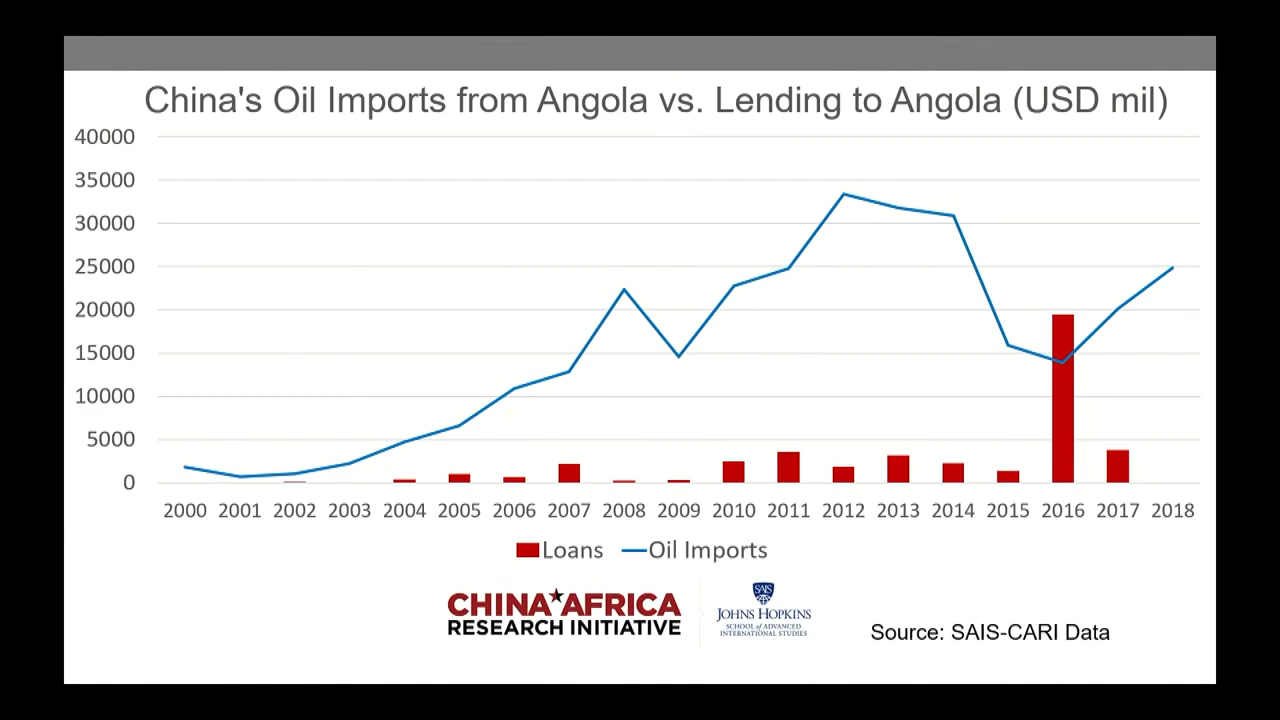 China's Oil Imports from Angola vs. Lending to Angola (USD mil)
40000
35000
30000
25000
20000
15000
10000
5000
0
2000 2001 2002 2003 2004 2005 2006 2007 2008 2009 2010 2011 2012 2013 2014 2015 2016 2017 2018
Loans Oil Imports
CHINA AFRICA
RESEARCH INITIATIVE
SAIS
JOHNS HOPKINS
SCHOOL of ADVANCED
INTERNATIONAL STUDIES
Source: SAIS-CARI Data